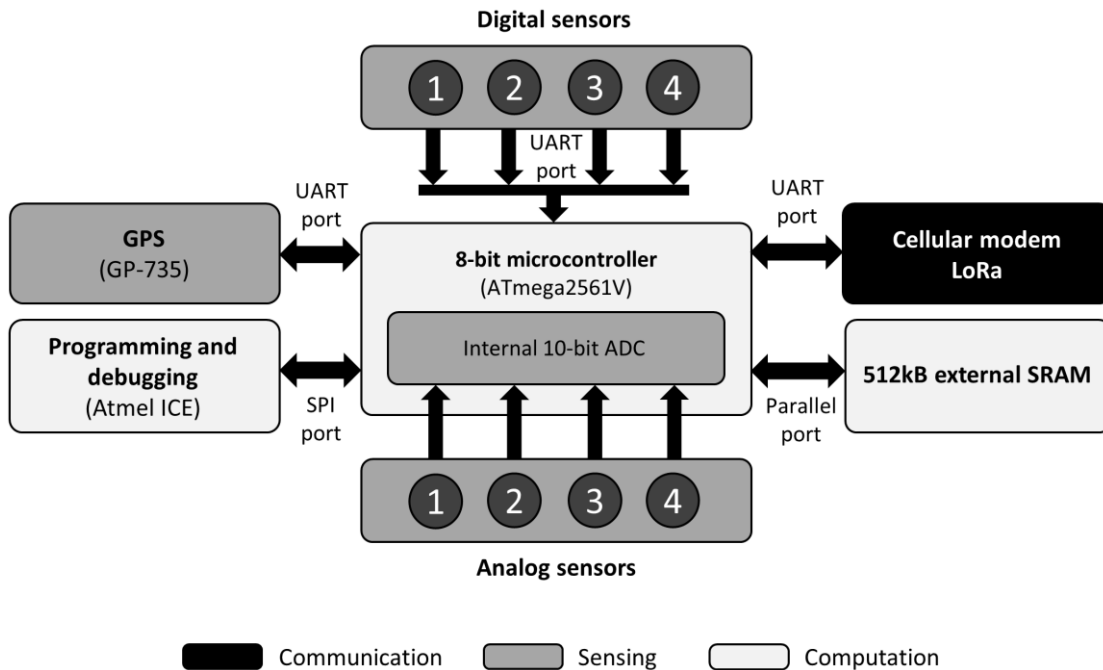 Digital sensors
1 2 3 4
UART
port
UART
port
UART
port
GPS
(GP-735)
8-bit microcontroller
(ATmega2561V)
Cellular modem
LoRa
Internal 10-bit ADC
Programming and
debugging
(Atmel ICE)
512kB external SRAM
SPI
port
Parallel
port
1 2 3 4
Analog sensors
Communication Sensing Computation